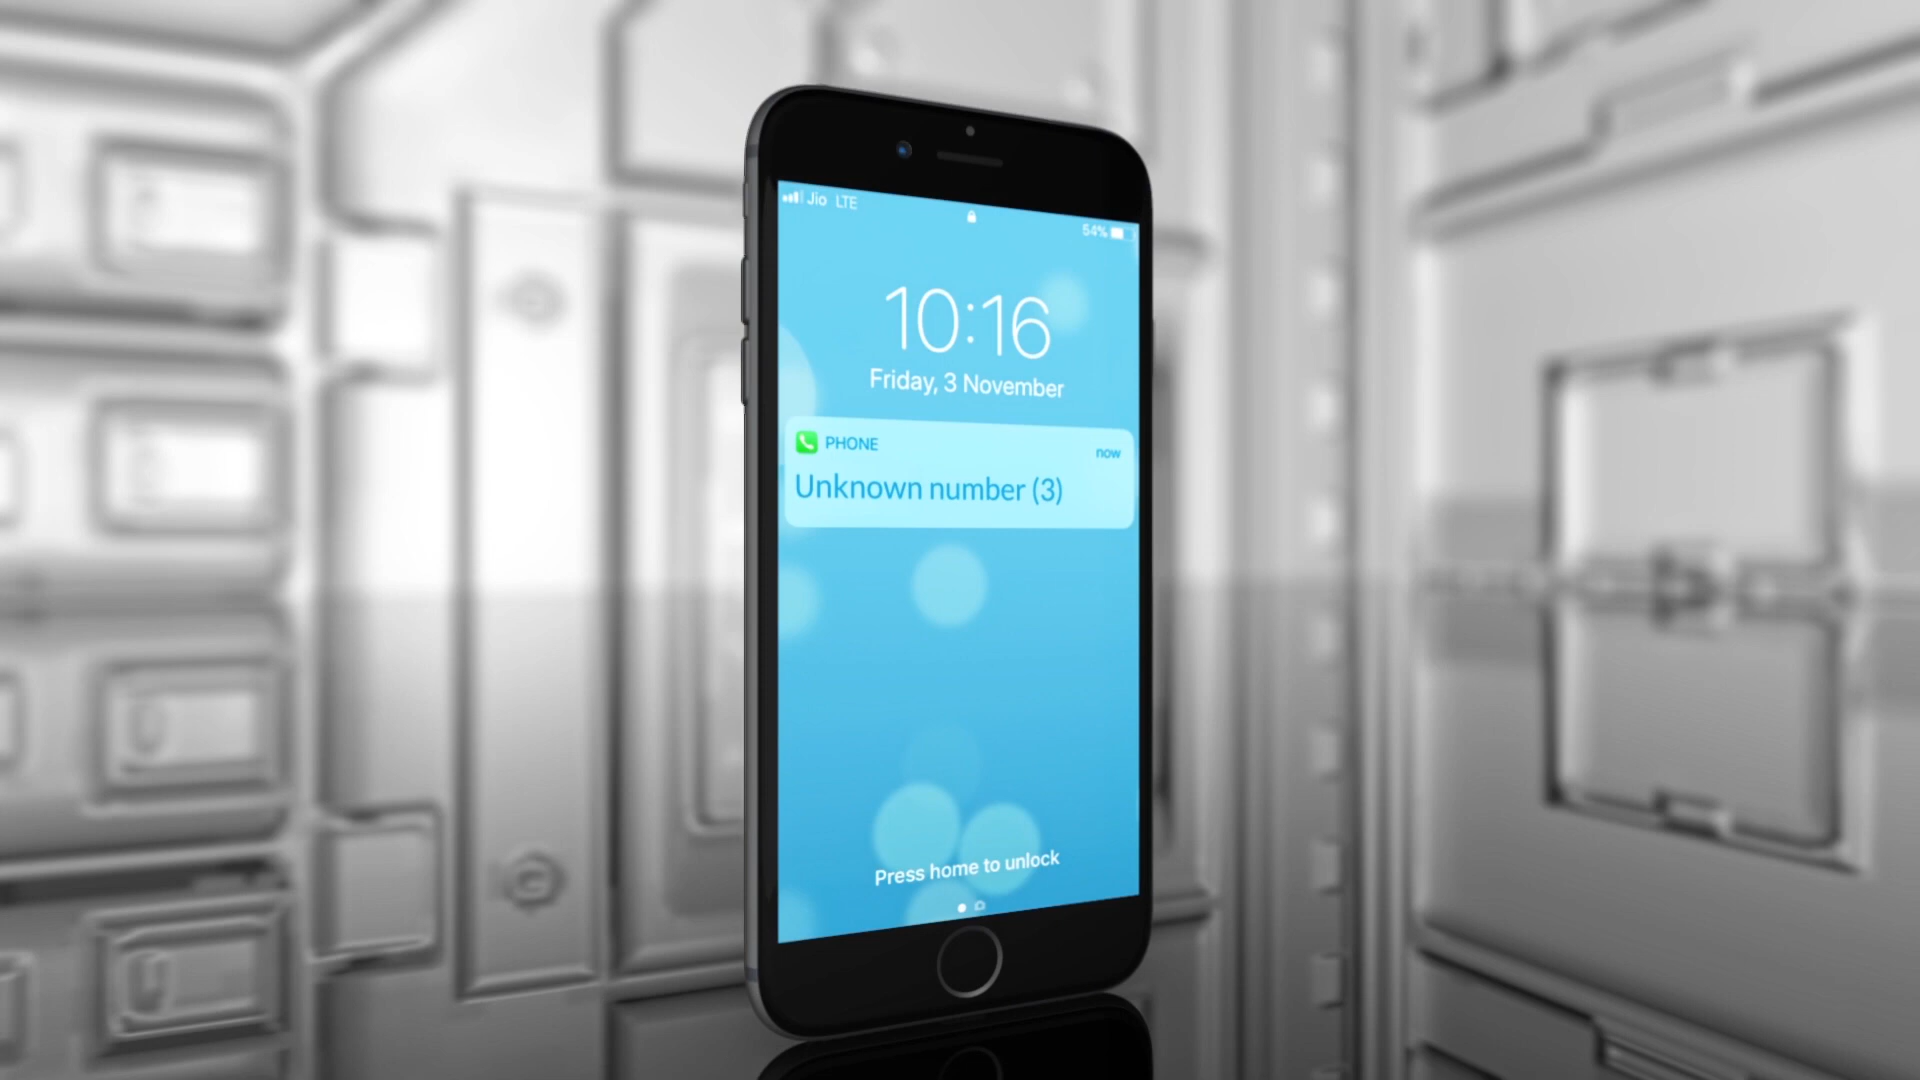 Jio LTE
54%
10:16
Friday, 3 November
PHONE
now
Unknown number (3)
Press home to unlock